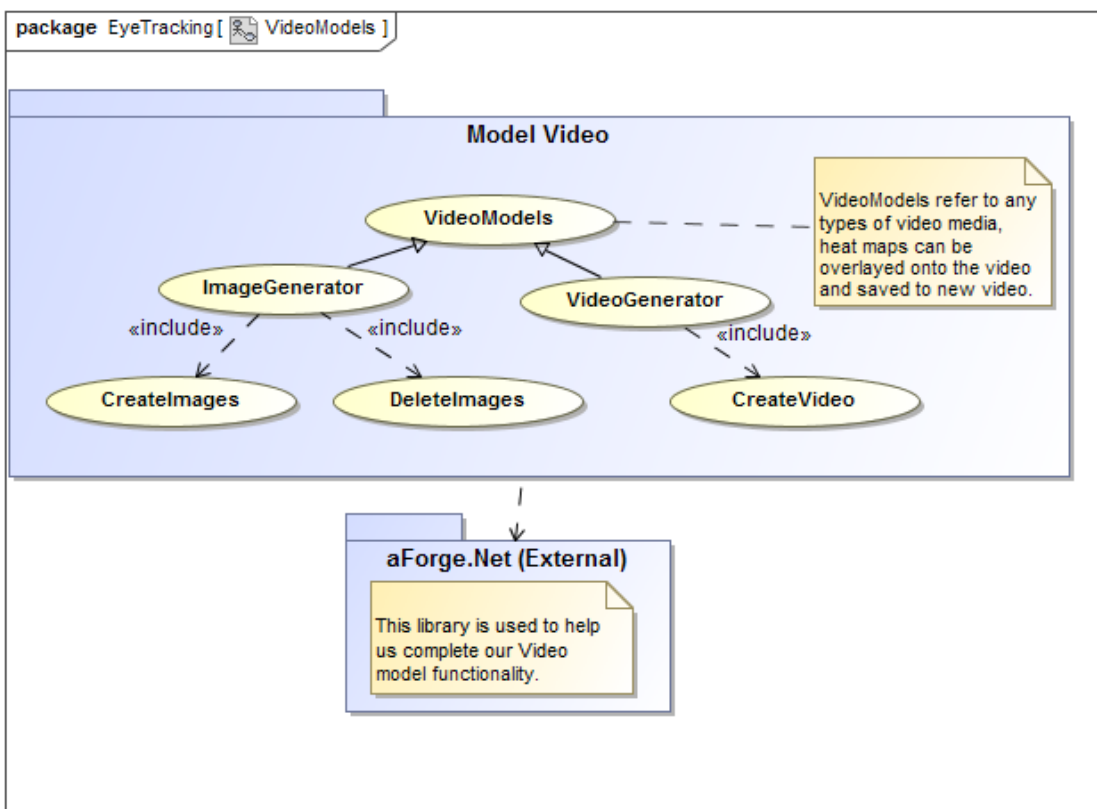 package EyeTracking [ VideoModels ]
Model Video
VideoModels
VideoModels refer to any
types of video media,
heat maps can be
overlayed onto the video
and saved to new video.
ImageGenerator
VideoGenerator
«include»
«include»
«include»
CreateImages
DeleteImages
CreateVideo
aForge.Net (External)
This library is used to help
us complete our Video
model functionality.